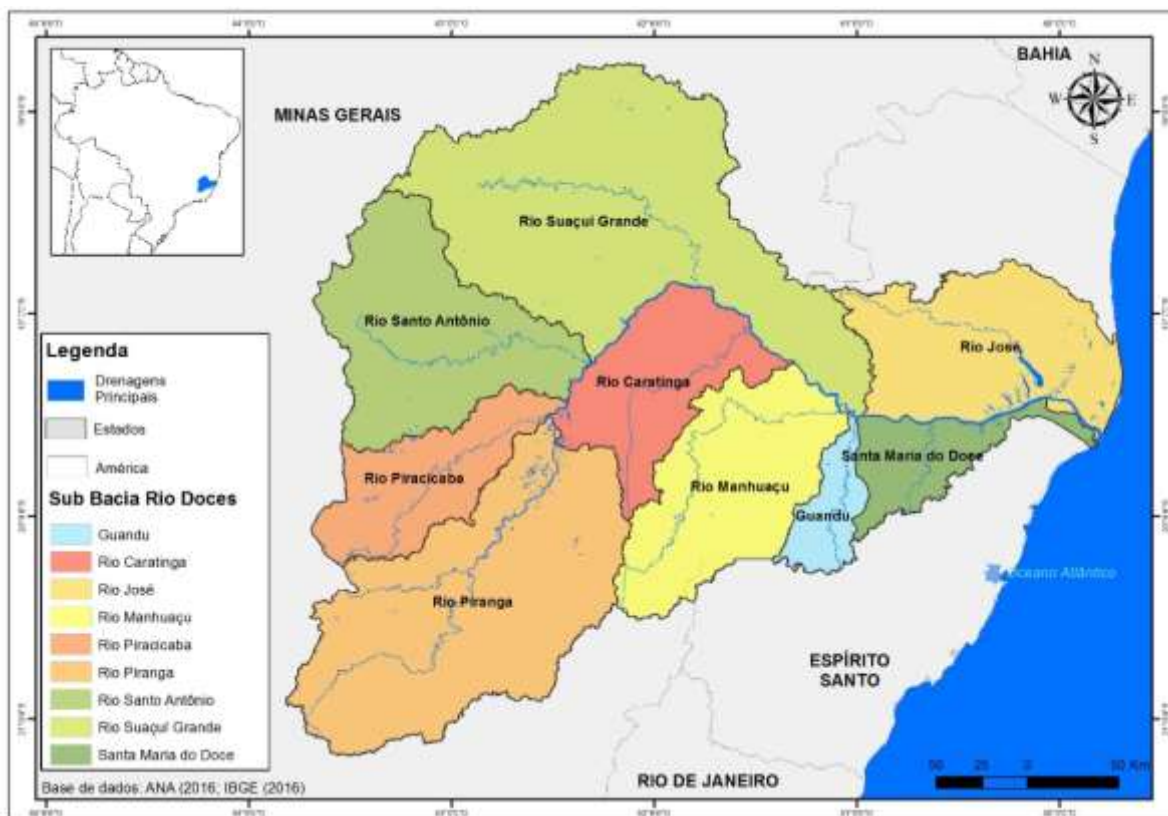 BAHIA
N
W E
S
MINAS GERAIS
Rio Suaçuí Grande
Rio Santo Antônio
Rio José
Rio Caratinga
Santa Maria do Doce
Rio Piracicaba
Rio Manhuaçu
Guandu
Oceano Atlântico
Rio Piranga
ESPÍRITO
SANTO
RIO DE JANEIRO
Legenda
Drenagens
Principais
Estados
América
Sub Bacia Rio Doces
Guandu
Rio Caratinga
Rio José
Rio Manhuaçu
Rio Piracicaba
Rio Piranga
Rio Santo Antônio
Rio Suaçuí Grande
Santa Maria do Doce
Base de dados: ANA (2016; IBGE (2016)
50 25 0 50 Km